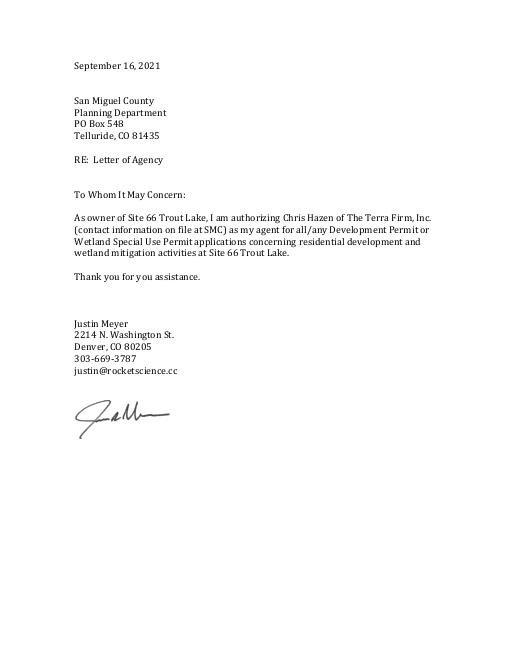 September 16, 2021
San Miguel County
Planning Department
PO Box 548
Telluride, CO 81435
RE:  Letter of Agency
To Whom It May Concern:
As owner of Site 66 Trout Lake, I am authorizing Chris Hazen of The Terra Firm, Inc.
(contact information on file at SMC) as my agent for all/any Development Permit or
Wetland Special Use Permit applications concerning residential development and
wetland mitigation activities at Site 66 Trout Lake.
Thank you for you assistance.
Justin Meyer
2214 N. Washington St.
Denver, CO 80205
303-669-3787
justin@rocketscience.cc